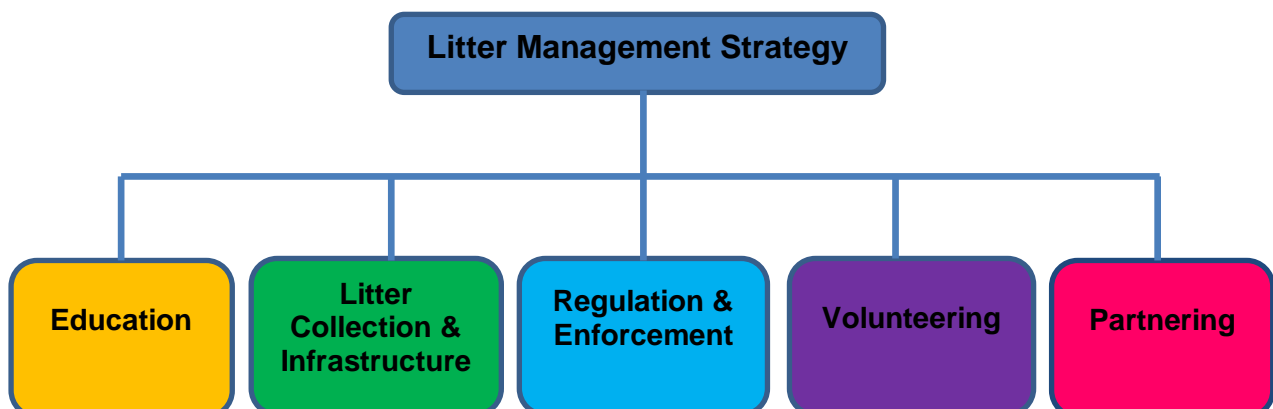 Litter Management Strategy
Education
Litter
Collection &
Infrastructure
Regulation &
Enforcement
Volunteering
Partnering